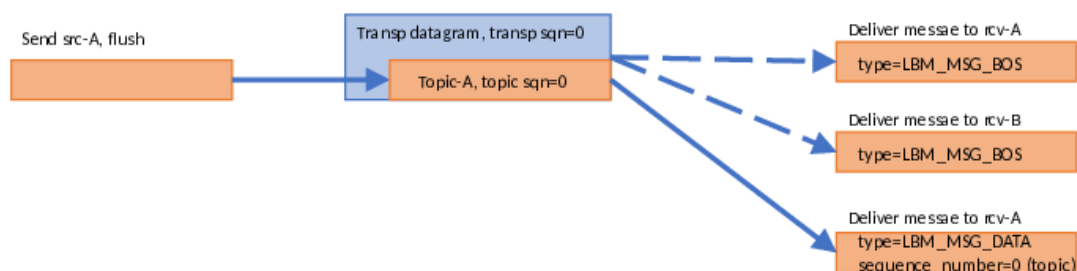 Send src-A, flush
Transp datagram, transp sqn=0
Topic-A, topic sqn=0
Deliver messae to rcv-A
type=LBM_MSG_BOS
Deliver messae to rcv-B
type=LBM_MSG_BOS
Deliver messae to rcv-A
type=LBM_MSG_DATA
sequence_number=0 (topic)